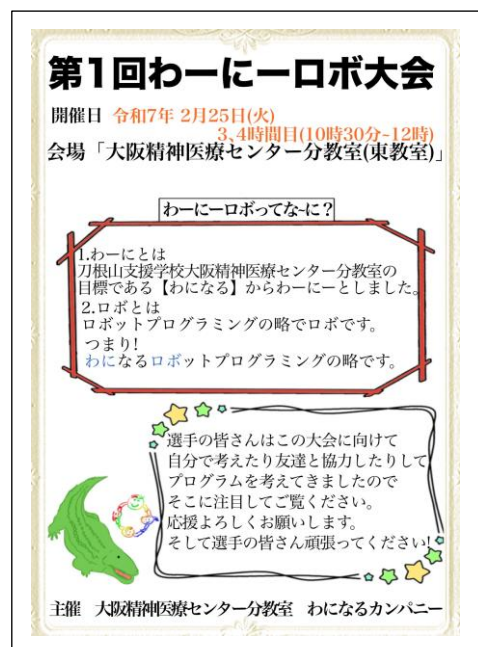 第1回わーにーロボ大会
開催日 令和7年 2月25日(火)
3、4時間目(10時30分~12時)
会場「大阪精神医療センター分教室(東教室)」
わーにーロボってな~に？
1.わーにとは
刀根山支援学校大阪精神医療センター分教室の
目標である【わになる】からわーにーとしました。
2.ロボとは
ロボットプログラミングの略でロボです。
つまり!
わになるロボットプログラミングの略です。
選手の皆さんはこの大会に向けて
自分で考えたり友達と協力したりして
プログラムを考えてきましたので
そこに注目してご覧ください。
応援よろしくお願いします。
そして選手の皆さん頑張ってください!
主催 大阪精神医療センター分教室 わになるカンパニー